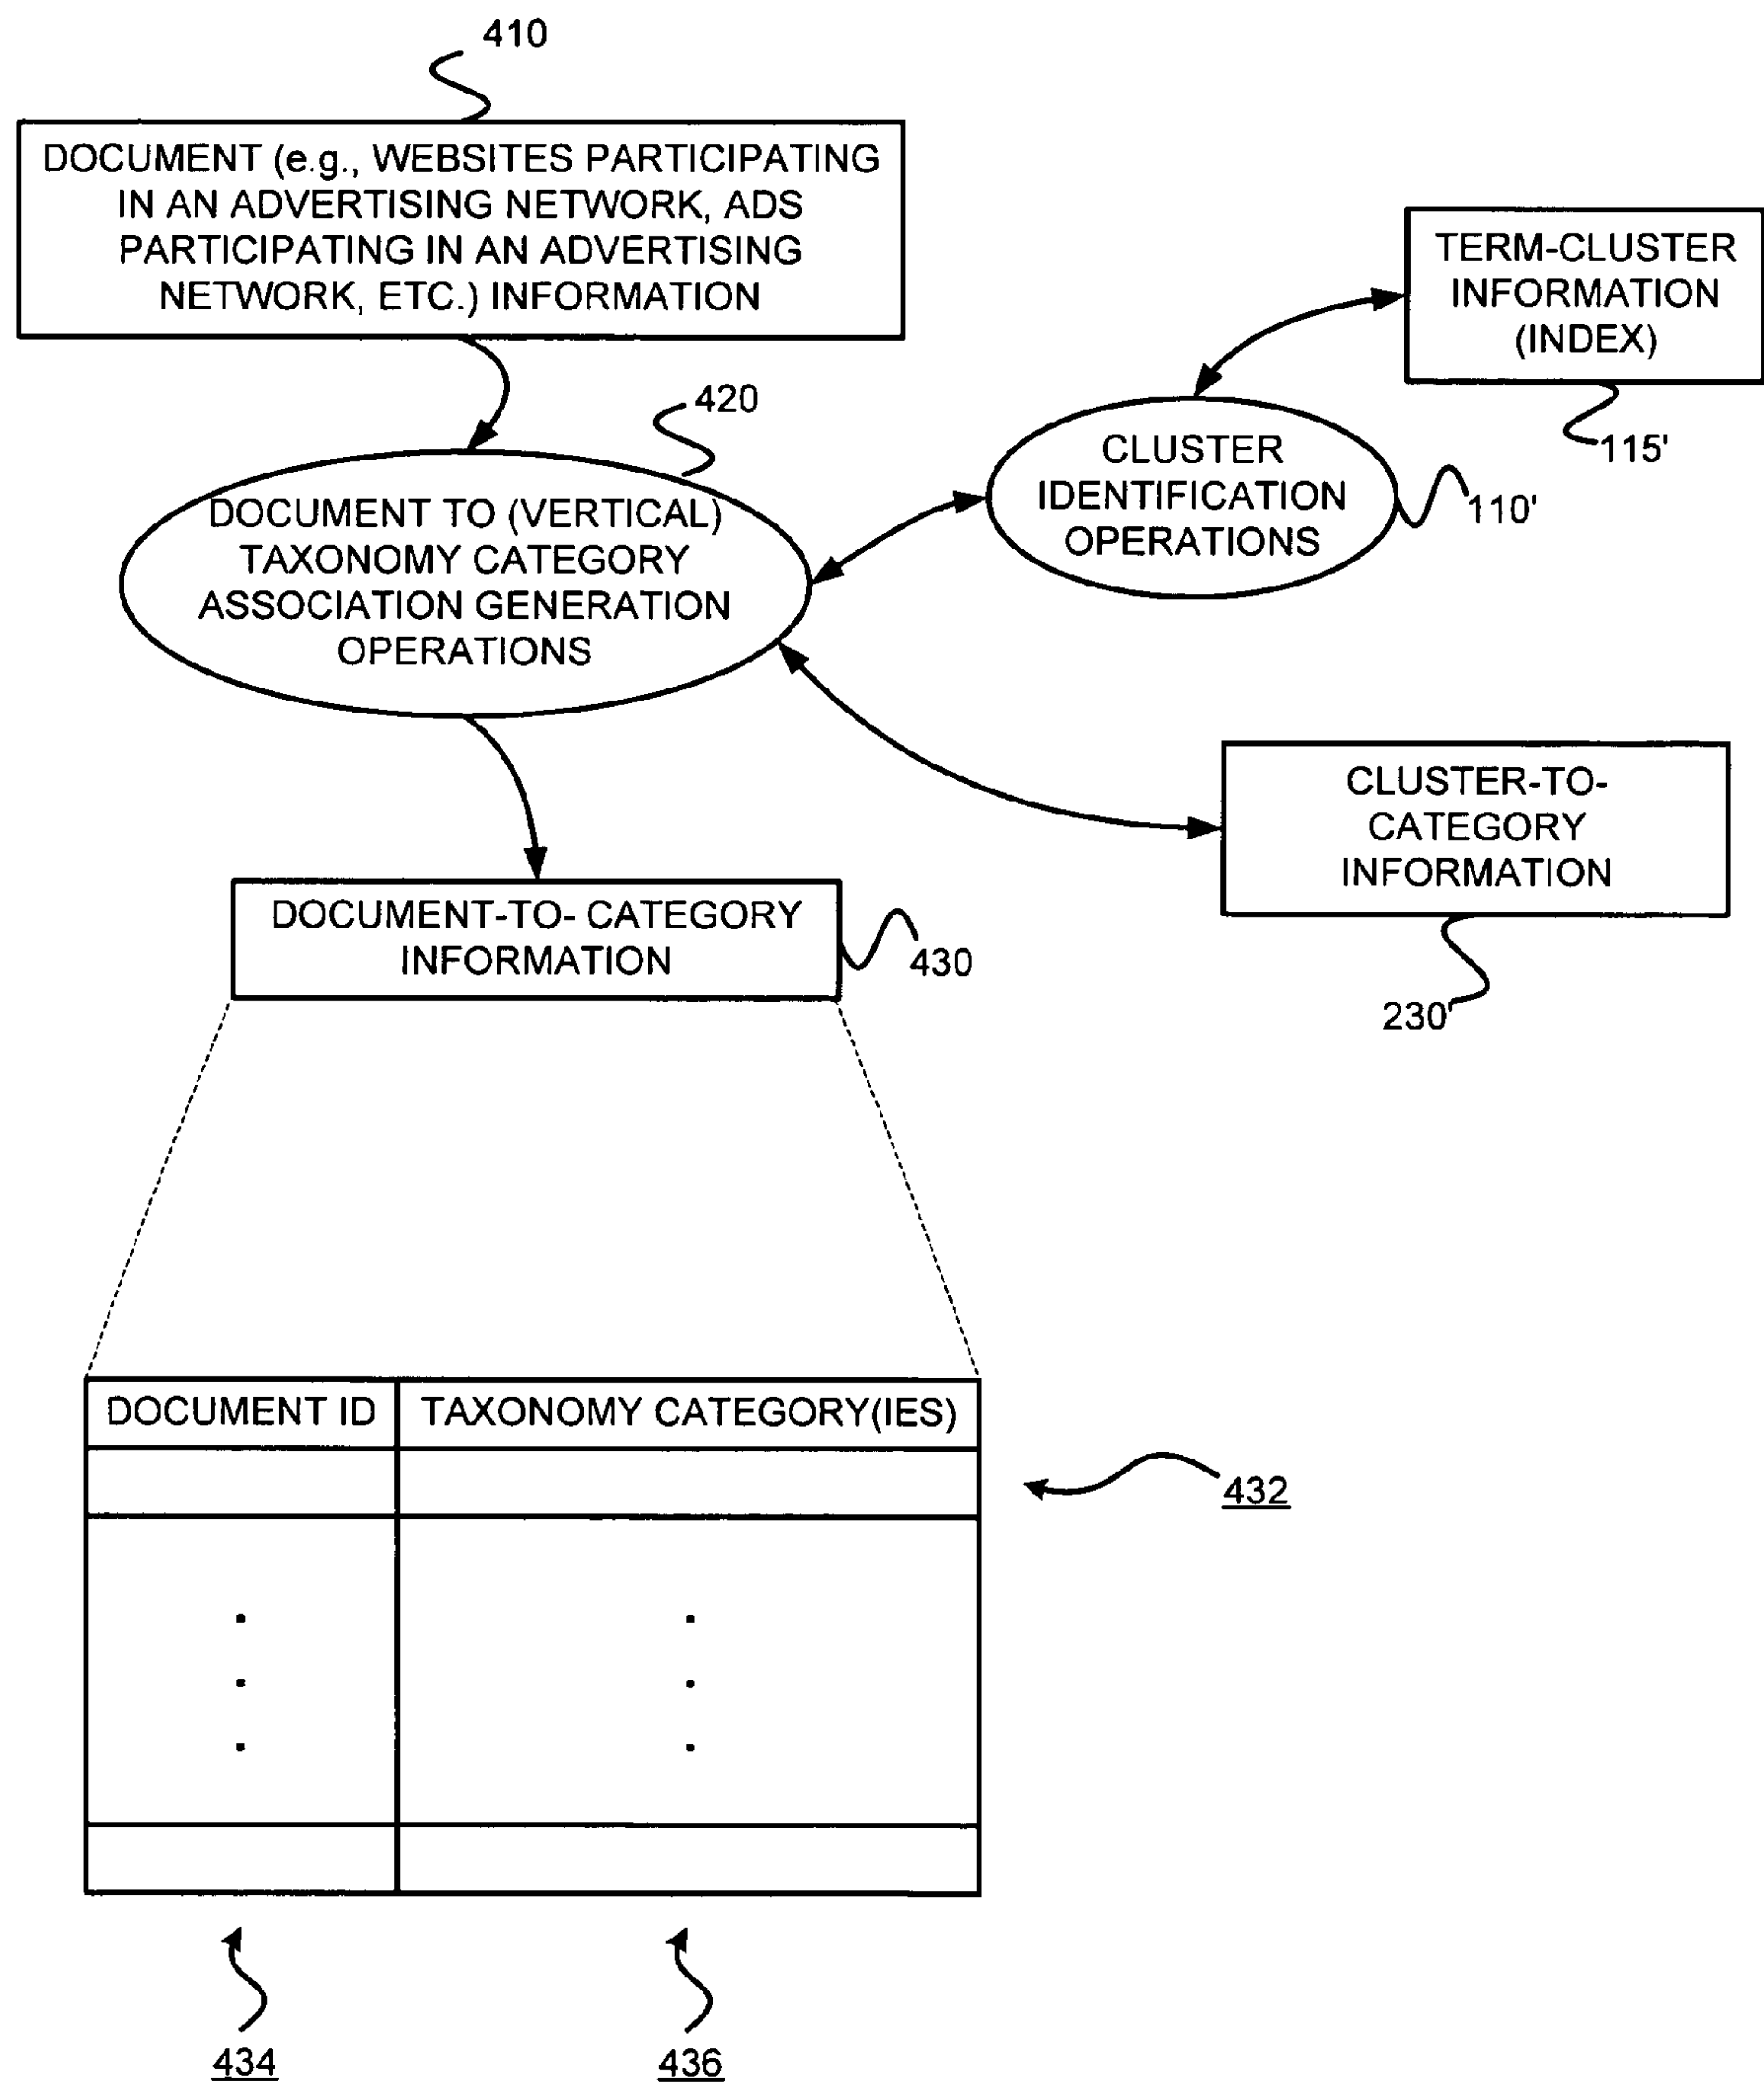 410
DOCUMENT (e.g., WEBSITES PARTICIPATING
IN AN ADVERTISING NETWORK, ADS
PARTICIPATING IN AN ADVERTISING
NETWORK, ETC.) INFORMATION
TERM-CLUSTER
INFORMATION
(INDEX)
115'
420
CLUSTER
IDENTIFICATION
OPERATIONS
110'
DOCUMENT TO (VERTICAL)
TAXONOMY CATEGORY
ASSOCIATION GENERATION
OPERATIONS
CLUSTER-TO-
CATEGORY
INFORMATION
230'
DOCUMENT-TO- CATEGORY
INFORMATION
430
DOCUMENT ID
TAXONOMY CATEGORY(IES)
432
434
436